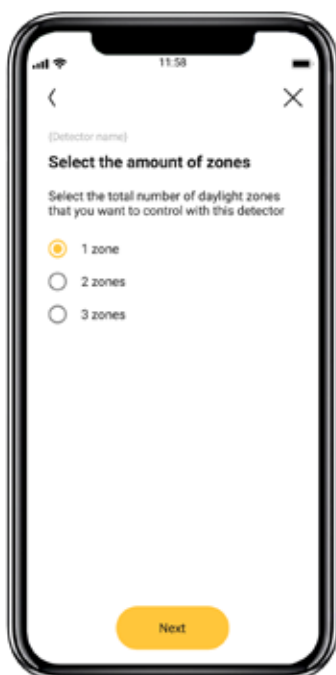 11:58
{Detector name}
Select the amount of zones
Select the total number of daylight zones
that you want to control with this detector
1 zone
2 zones
3 zones
Next